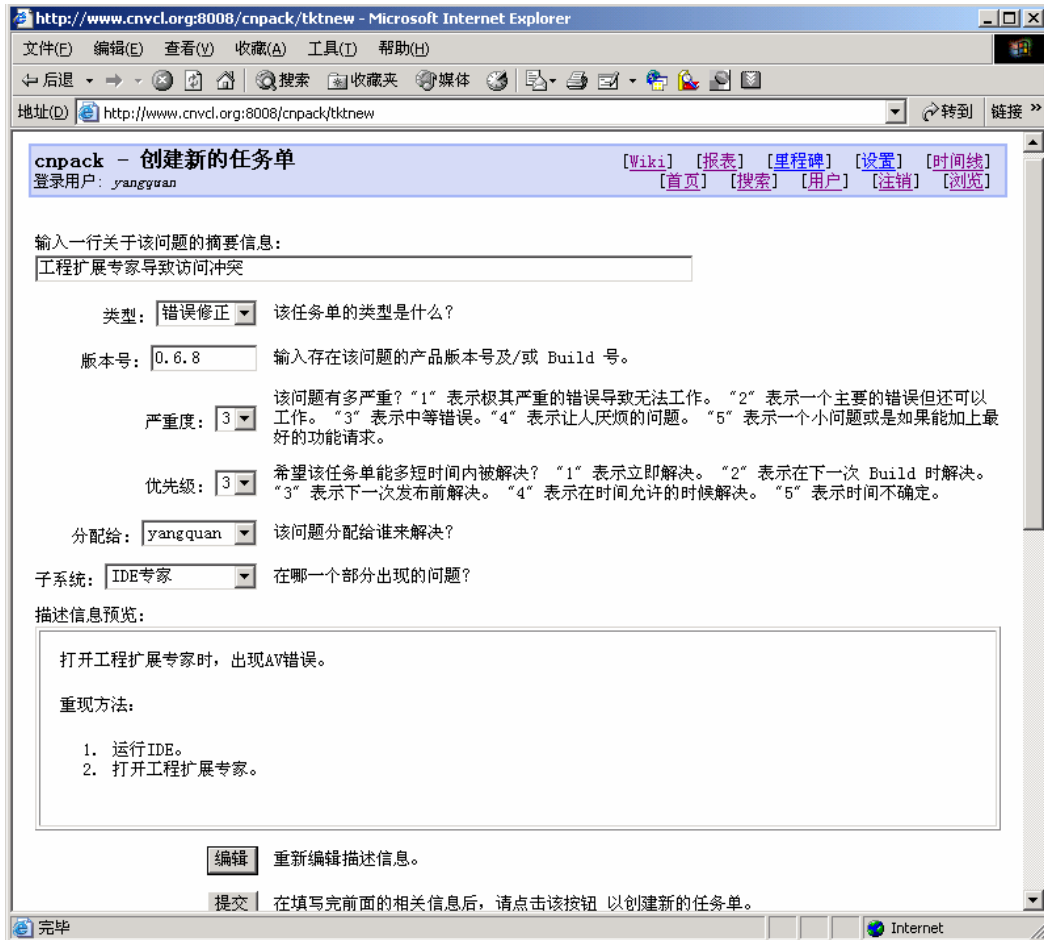 http://www.cnvcl.org:8008/cnpack/tktnew - Microsoft Internet Explorer
文件(F) 编辑(E) 查看(V) 收藏(A) 工具(T) 帮助(H)
后退 搜索 收藏夹 媒体
地址(D) http://www.cnvcl.org:8008/cnpack/tktnew 转到 链接 »
cnpack - 创建新的任务单 [Wiki] [报表] [里程碑] [设置] [时间线]
登录用户: yangquan [首页] [搜索] [用户] [注销] [浏览]
输入一行关于该问题的摘要信息:
工程扩展专家导致访问冲突
类型: 错误修正 该任务单的类型是什么?
版本号: 0.6.8 输入存在该问题的产品版本号及/或 Build 号。
该问题有多严重? "1" 表示极其严重的错误导致无法工作。 "2" 表示一个主要的错误但还可以
严重度: 3 工作。 "3" 表示中等错误。"4" 表示让人厌烦的问题。 "5" 表示一个小问题或是如果能加上最
好的功能请求。
希望该任务单能多短时间内被解决? "1" 表示立即解决。 "2" 表示在下一次 Build 时解决。
优先级: 3 "3" 表示下一次发布前解决。 "4" 表示在时间允许的时候解决。 "5" 表示时间不确定。
分配给: yangquan 该问题分配给谁来解决?
子系统: IDE专家 在哪一个部分出现的问题?
描述信息预览:
打开工程扩展专家时，出现AV错误。
重现方法:
1. 运行IDE。
2. 打开工程扩展专家。
编辑 重新编辑描述信息。
提交 在填写完前面的相关信息后，请点击该按钮 以创建新的任务单。
完毕 Internet